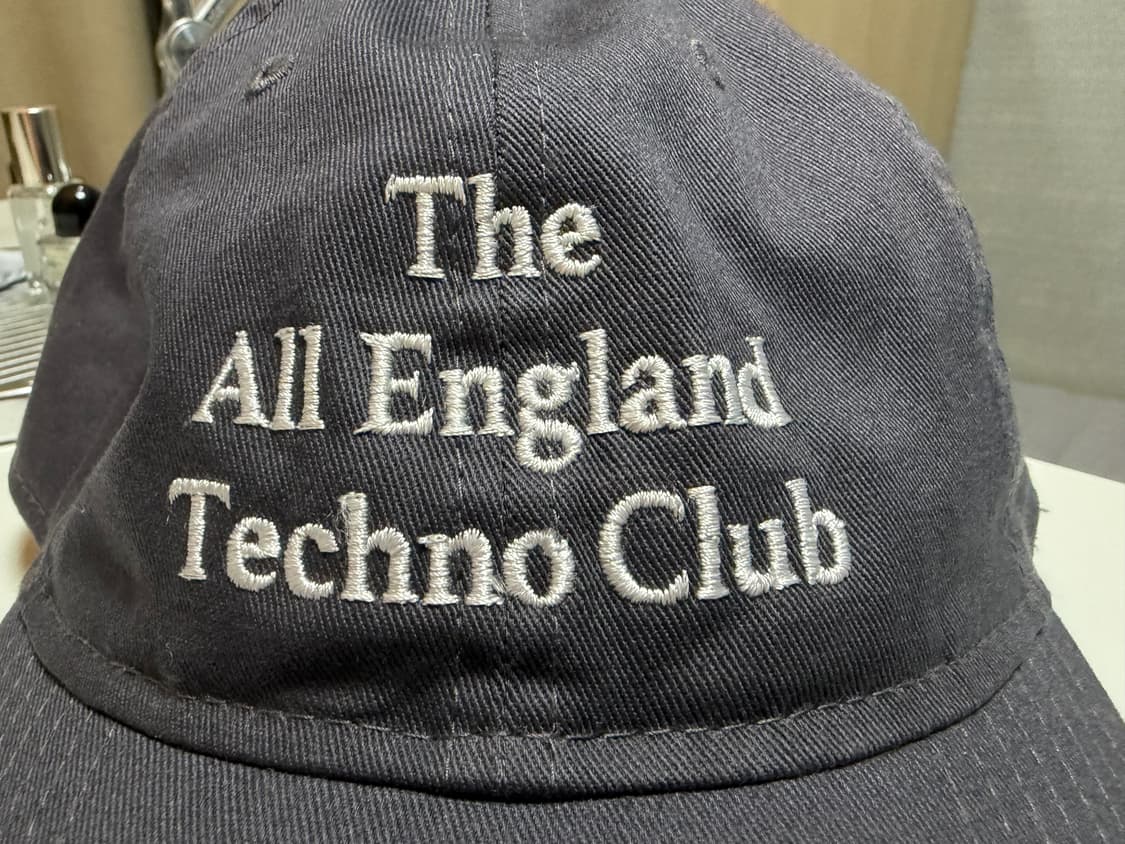 The
All England
Techno Club